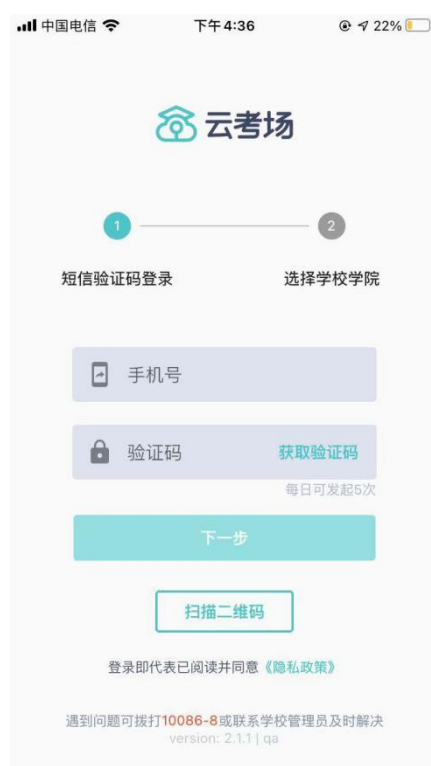 中国电信 下午4:36 22%
云考场
1 2
短信验证码登录 选择学校学院
手机号
验证码 获取验证码
每日可发起5次
下一步
扫描二维码
登录即代表已阅读并同意《隐私政策》
遇到问题可拨打10086-8或联系学校管理员及时解决
version: 2.1.1 | qa